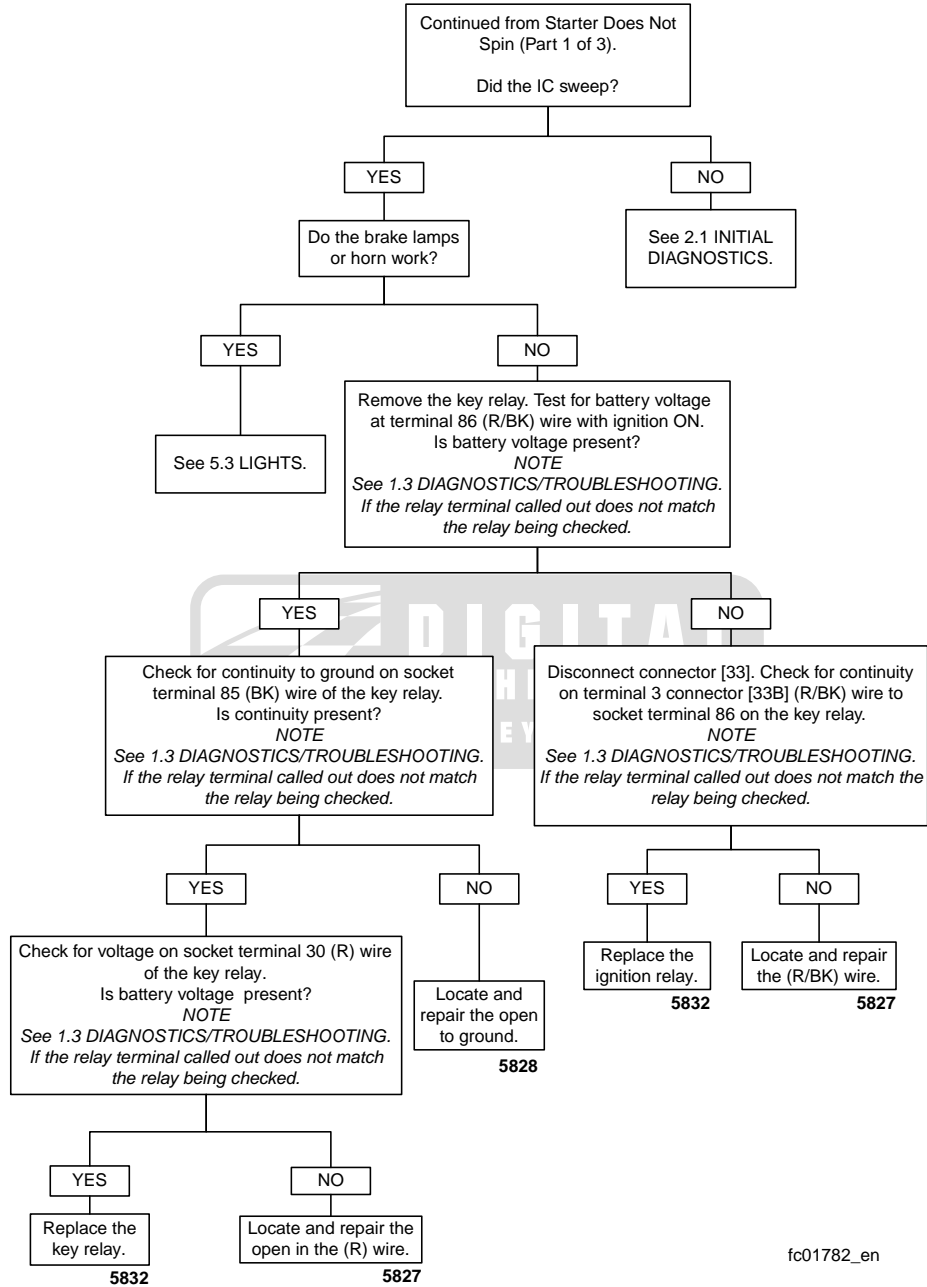 Continued from Starter Does Not
Spin (Part 1 of 3).
Did the IC sweep?
YES
NO
Do the brake lamps
or horn work?
See 2.1 INITIAL
DIAGNOSTICS.
YES
NO
See 5.3 LIGHTS.
Remove the key relay. Test for battery voltage
at terminal 86 (R/BK) wire with ignition ON.
Is battery voltage present?
NOTE
See 1.3 DIAGNOSTICS/TROUBLESHOOTING.
If the relay terminal called out does not match
the relay being checked.
DIGITAL
YES
NO
Check for continuity to ground on socket
terminal 85 (BK) wire of the key relay.
Is continuity present?
NOTE
See 1.3 DIAGNOSTICS/TROUBLESHOOTING.
If the relay terminal called out does not match
the relay being checked.
Disconnect connector [33]. Check for continuity
on terminal 3 connector [33B] (R/BK) wire to
socket terminal 86 on the key relay.
NOTE
See 1.3 DIAGNOSTICS/TROUBLESHOOTING.
If the relay terminal called out does not match the
relay being checked.
YES
NO
YES
NO
Check for voltage on socket terminal 30 (R) wire
of the key relay.
Is battery voltage present?
NOTE
See 1.3 DIAGNOSTICS/TROUBLESHOOTING.
If the relay terminal called out does not match
the relay being checked.
Locate and
repair the open
to ground.
5828
Replace the
ignition relay.
5832
Locate and repair
the (R/BK) wire.
5827
YES
NO
Replace the
key relay.
5832
Locate and repair the
open in the (R) wire.
5827
fc01782_en